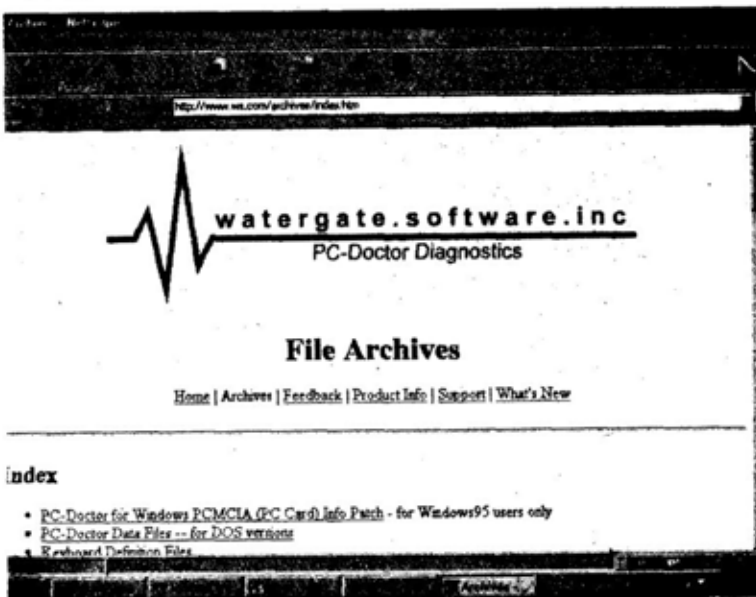 http://www.ws.com/archives/index.htm
watergate.software.inc
PC-Doctor Diagnostics
File Archives
Home | Archives | Feedback | Product Info | Support | What's New
Index
• PC-Doctor for Windows PCMCIA (PC Card) Info Patch - for Windows95 users only
• PC-Doctor Data Files -- for DOS versions
• Keyboard Definition Files